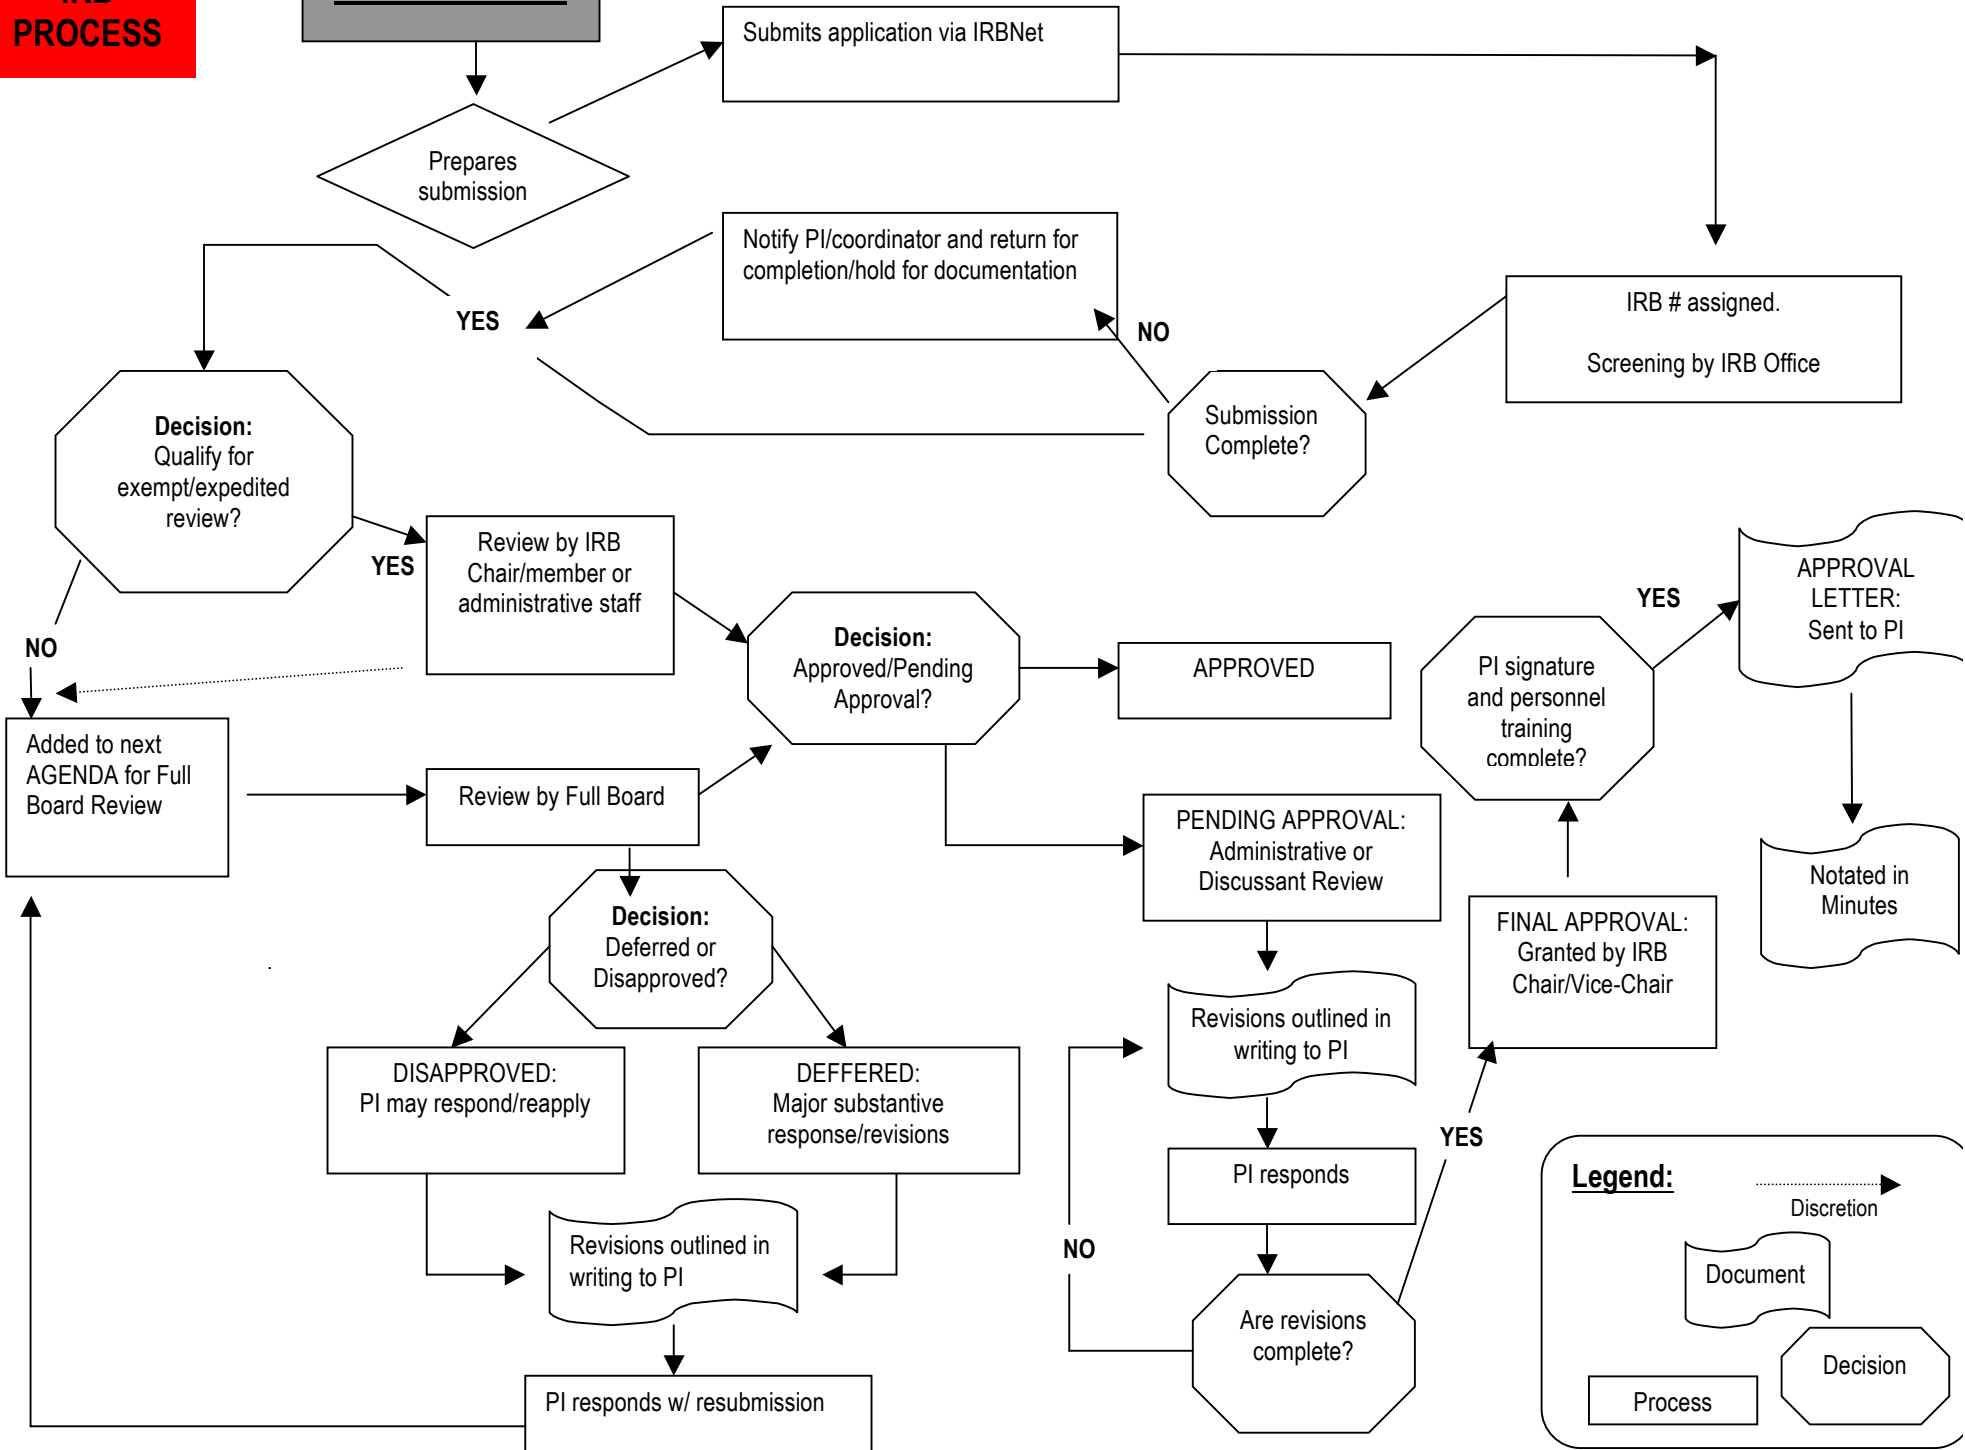 PROCESS
Submits application via IRBNet
Prepares
submission
Notify PI/coordinator and return for
completion/hold for documentation
YES
NO
IRB # assigned.
Screening by IRB Office
Submission
Complete?
Decision:
Qualify for
exempt/expedited
review?
YES
NO
Review by IRB
Chair/member or
administrative staff
Decision:
Approved/Pending
Approval?
APPROVED
PI signature
and personnel
training
complete?
YES
APPROVAL
LETTER:
Sent to PI
Added to next
AGENDA for Full
Board Review
Review by Full Board
PENDING APPROVAL:
Administrative or
Discussant Review
Notated in
Minutes
Decision:
Deferred or
Disapproved?
FINAL APPROVAL:
Granted by IRB
Chair/Vice-Chair
Revisions outlined in
writing to PI
DISAPPROVED:
PI may respond/reapply
DEFFERED:
Major substantive
response/revisions
YES
PI responds
NO
Revisions outlined in
writing to PI
Are revisions
complete?
PI responds w/ resubmission
Legend:
Discretion
Document
Decision
Process